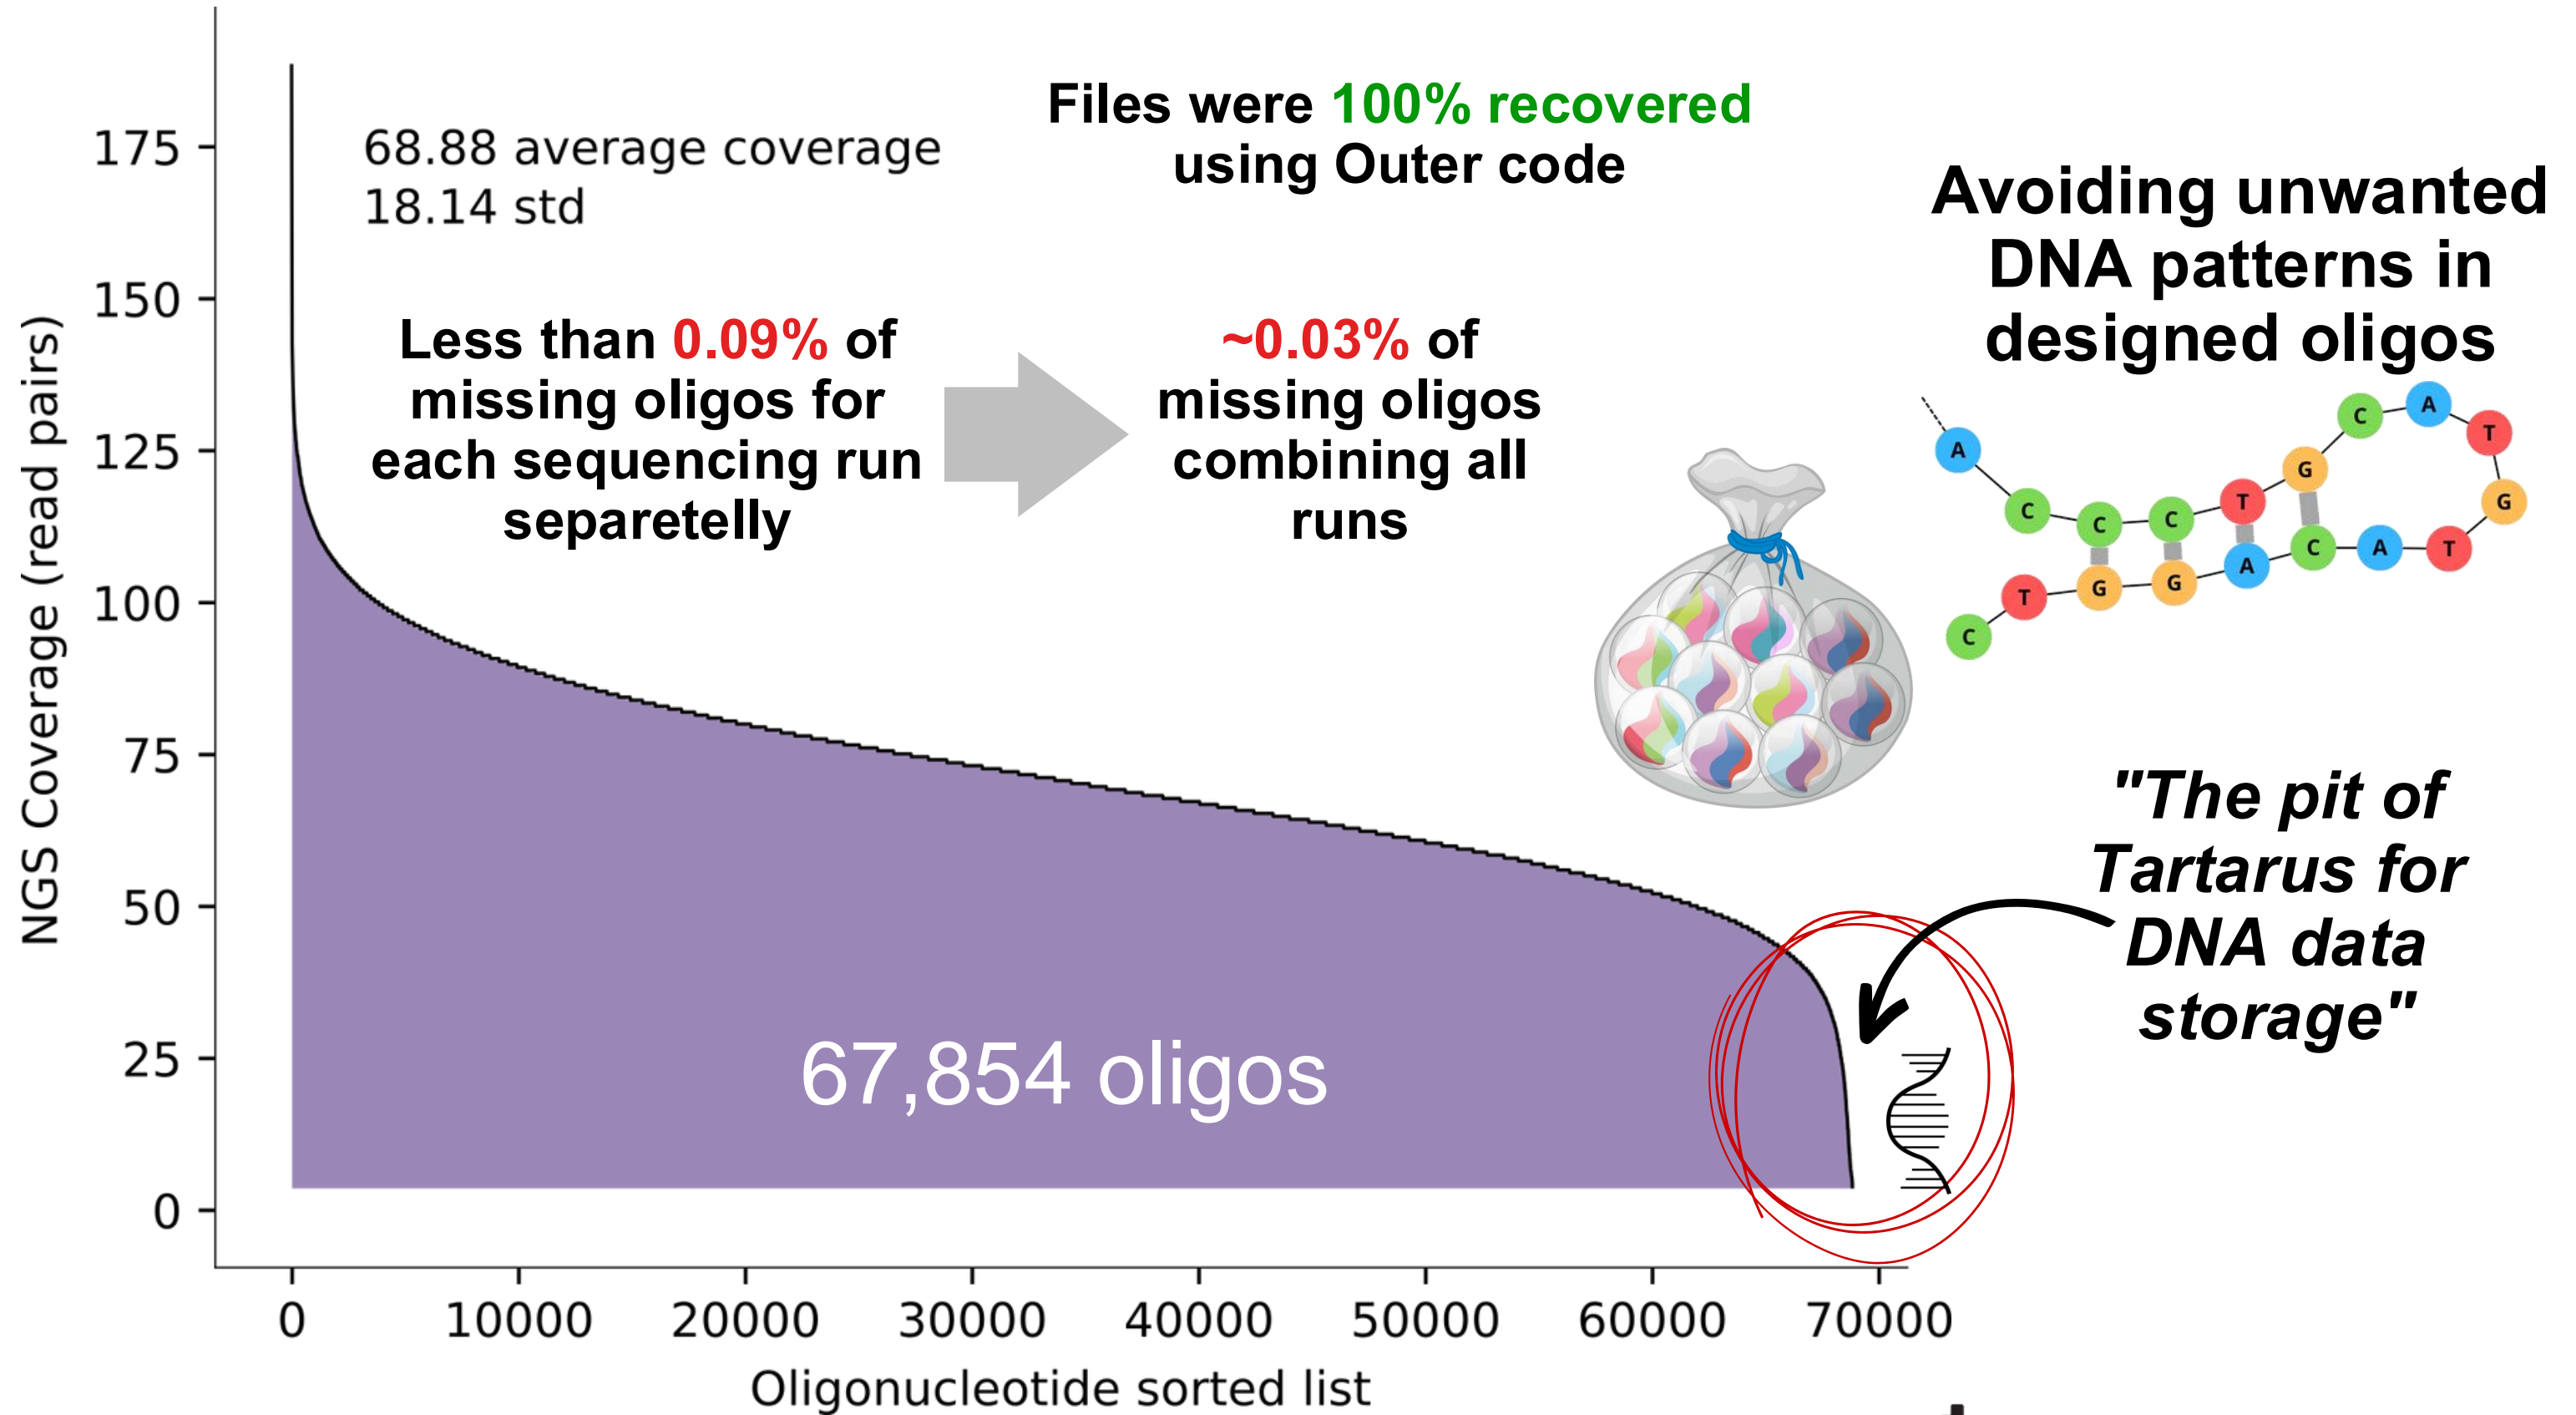 Files were 100% recovered
using Outer code
68.88 average coverage
18.14 std
Less than 0.09% of
missing oligos for
each sequencing run
separetelly
~0.03% of
missing oligos
combining all
runs
Avoiding unwanted
DNA patterns in
designed oligos
A
C
C
C
T
G
C
A
T
G
T
A
C
A
G
G
T
C
"The pit of
Tartarus for
DNA data
storage"
67,854 oligos
NGS Coverage (read pairs)
175
150
125
100
75
50
25
0
0 10000 20000 30000 40000 50000 60000 70000
Oligonucleotide sorted list